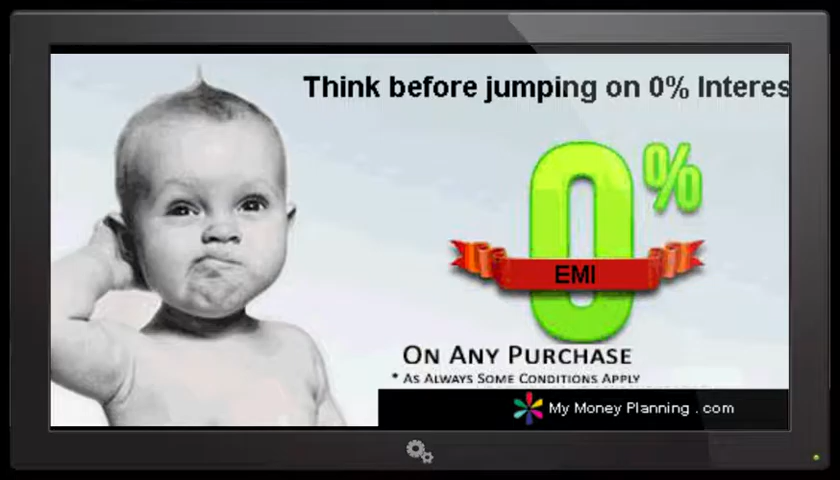 Think before jumping on 0% Interes
0%
EMI
ON ANY PURCHASE
* AS ALWAYS SOME CONDITIONS APPLY
My Money Planning . com